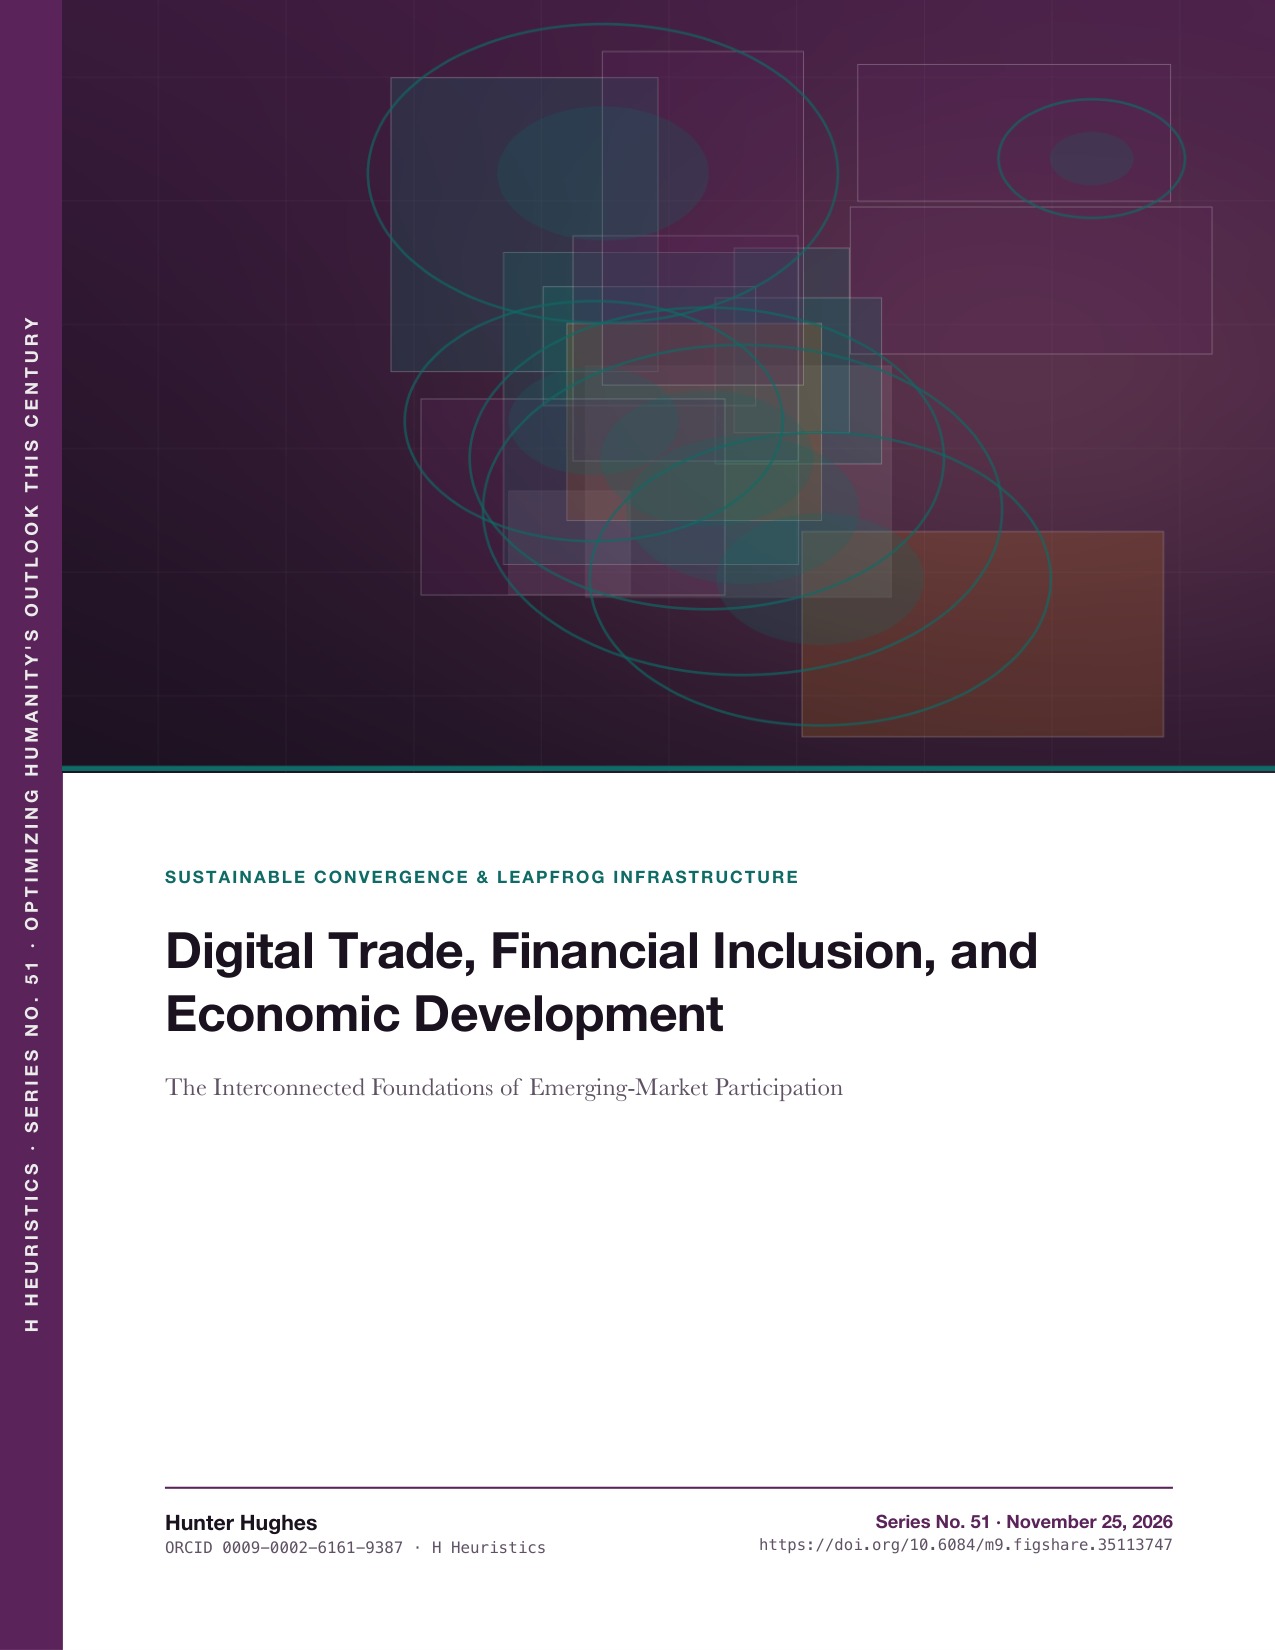 H HEURISTICS · SERIES NO. 51 · OPTIMIZING HUMANITY'S OUTLOOK THIS CENTURY
SUSTAINABLE CONVERGENCE & LEAPFROG INFRASTRUCTURE
Digital Trade, Financial Inclusion, and
Economic Development
The Interconnected Foundations of Emerging-Market Participation
Hunter Hughes
ORCID 0009-0002-6161-9387 · H Heuristics
Series No. 51 · November 25, 2026
https://doi.org/10.6084/m9.figshare.35113747